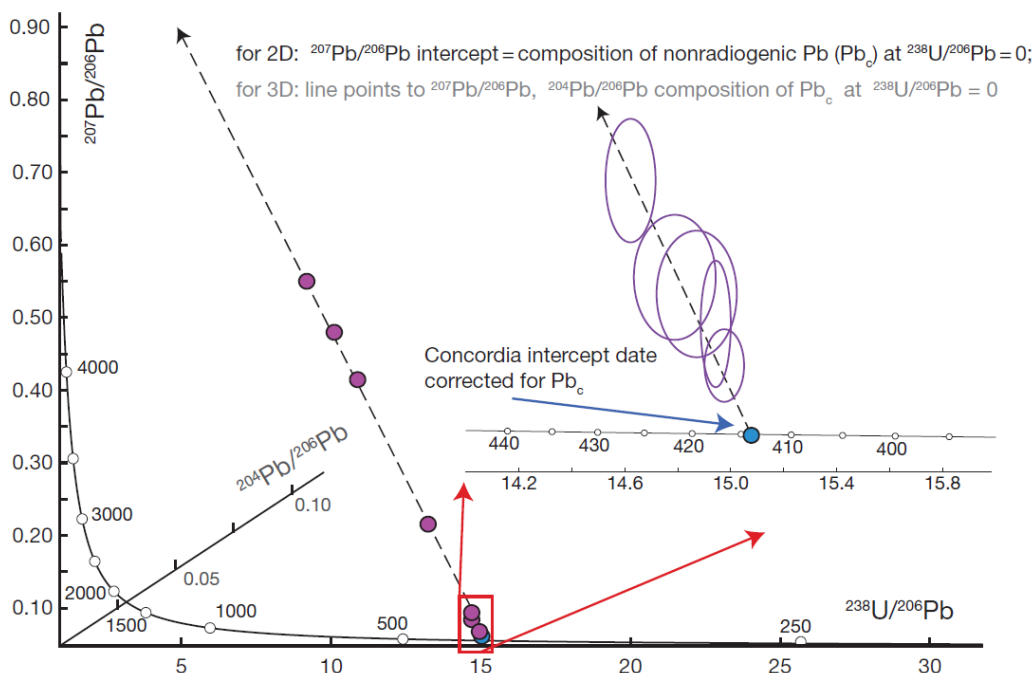 0.90
0.80
0.70
0.60
0.50
0.40
0.30
0.20
0.10
²⁰⁷Pb/²⁰⁶Pb
for 2D: ²⁰⁷Pb/²⁰⁶Pb intercept = composition of nonradiogenic Pb (Pb꜀) at ²³⁸U/²⁰⁶Pb = 0;
for 3D: line points to ²⁰⁷Pb/²⁰⁶Pb, ²⁰⁴Pb/²⁰⁶Pb composition of Pb꜀ at ²³⁸U/²⁰⁶Pb = 0
Concordia intercept date
corrected for Pb꜀
440 430 420 410 400
14.2 14.6 15.0 15.4 15.8
4000
3000
2000
1500
1000
500
250
²⁰⁴Pb/²⁰⁶Pb
0.10
0.05
²³⁸U/²⁰⁶Pb
5 10 15 20 25 30